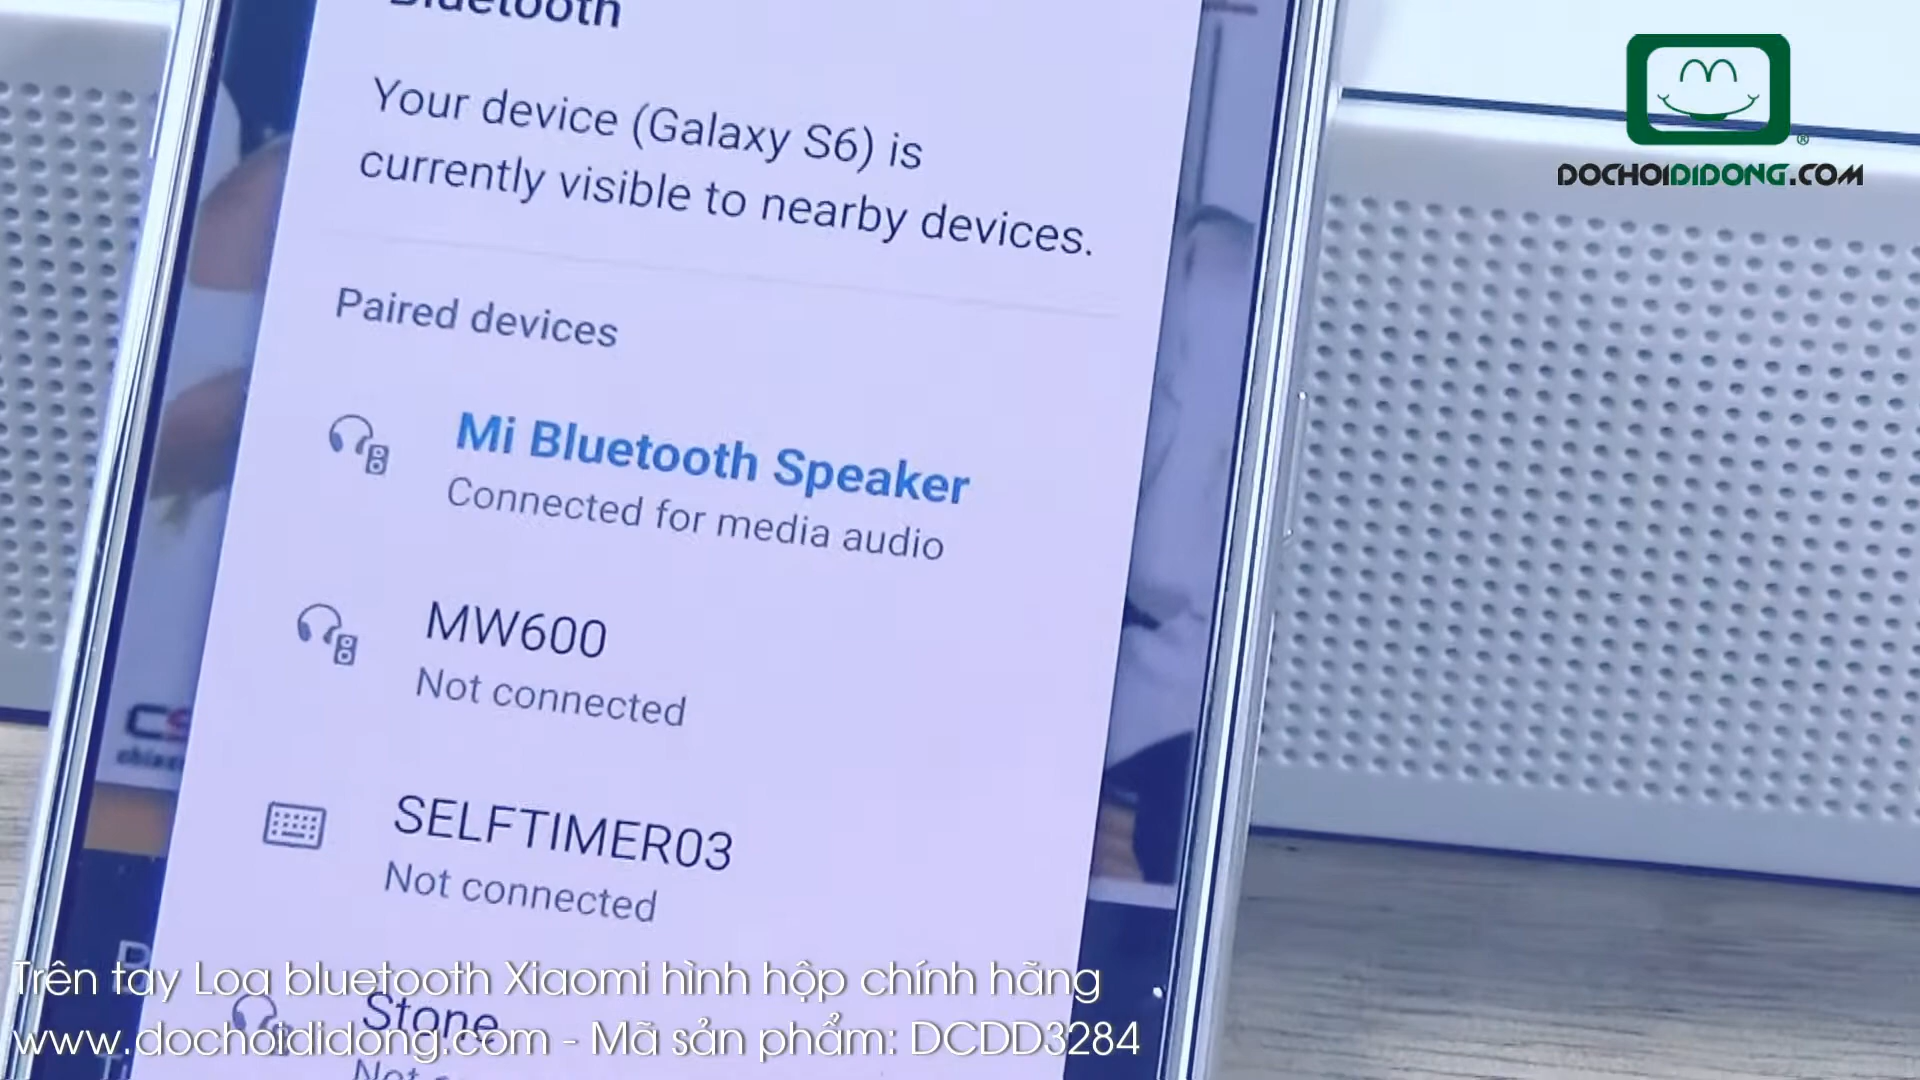 Bluetooth
Your device (Galaxy S6) is
currently visible to nearby devices.
Paired devices
Mi Bluetooth Speaker
Connected for media audio
MW600
Not connected
SELFTIMER03
Not connected
Stone
DOCHOIDIDONG.COM
Trên tay Loa bluetooth Xiaomi hình hộp chính hãng
www.dochoididong.com - Mã sản phẩm: DCDD3284